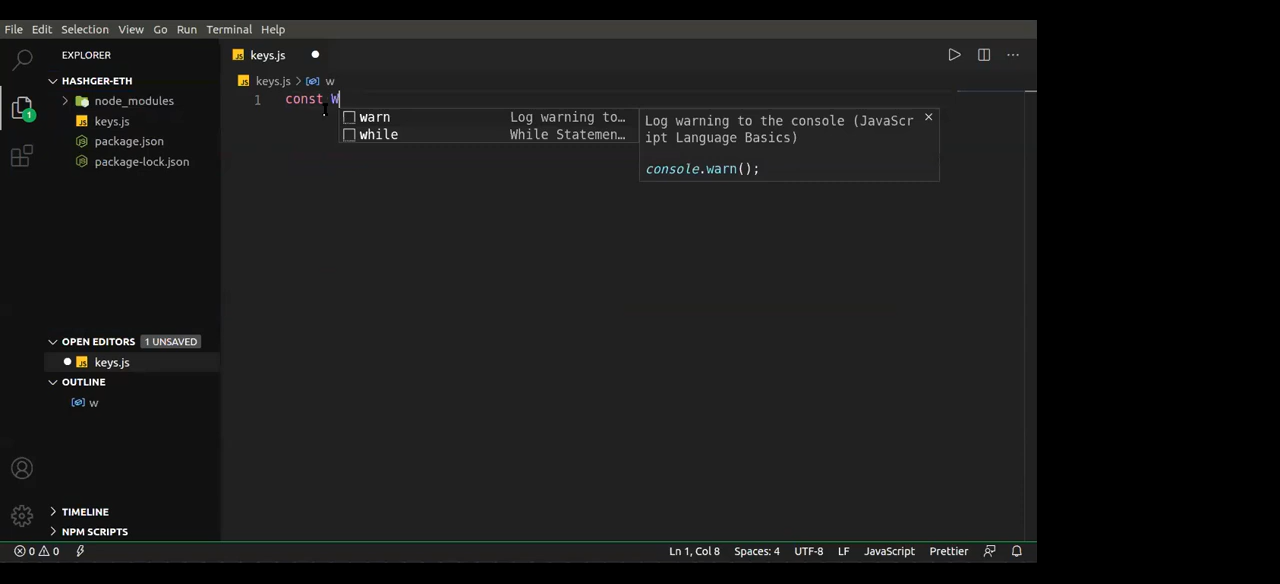 File Edit Selection View Go Run Terminal Help
EXPLORER
HASHGER-ETH
node_modules
keys.js
package.json
package-lock.json
OPEN EDITORS 1 UNSAVED
keys.js
OUTLINE
w
TIMELINE
NPM SCRIPTS
keys.js
keys.js > w
1 const W
warn Log warning to…
while While Statemen…
Log warning to the console (JavaScr
ipt Language Basics)
console.warn();
1
0 0
Ln 1, Col 8 Spaces: 4 UTF-8 LF JavaScript Prettier